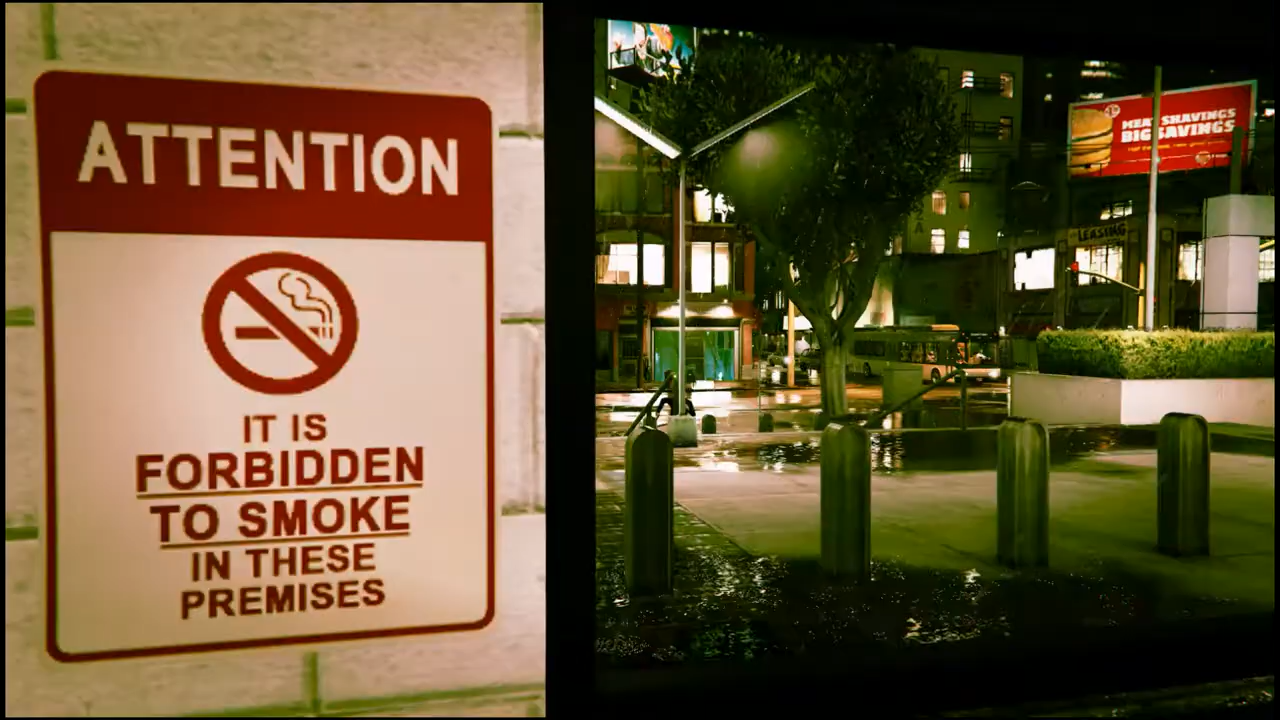 ATTENTION
IT IS
FORBIDDEN
TO SMOKE
IN THESE
PREMISES
MEAT SHAVINGS
BIG SAVINGS
LEASING